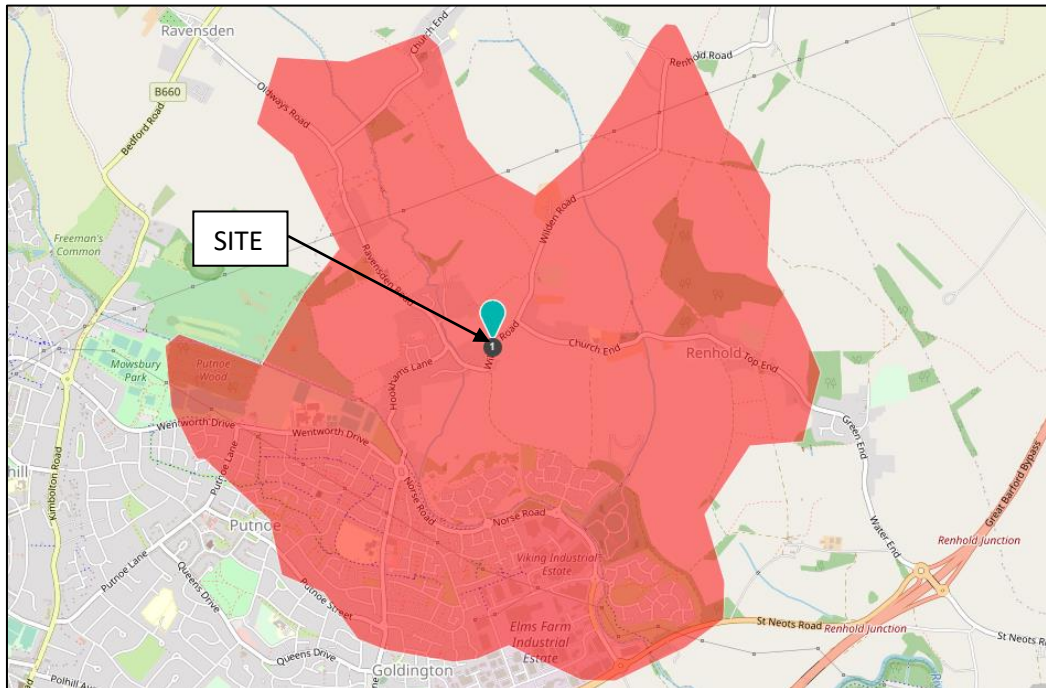 Ravensden
Church End
Renhold Road
B660
Oldways Road
Bedford Road
Wilden Road
SITE
Freeman's
Common
Ravensden Road
1
Church End
Renhold
Top End
Mowsbury
Park
Putnoe
Wood
Hookhams Lane
Green End
Great Barford Bypass
Wentworth Drive
Wentworth Drive
Kimbolton Road
Putnoe Lane
Norse Road
Norse Road
Putnoe
Water End
Renhold Junction
Viking Industrial
Estate
Putnoe Lane
Queens Drive
Putnoe Street
Elms Farm
Industrial
Estate
St Neots Road
Renhold Junction
St Neots Road
Queens Drive
Goldington